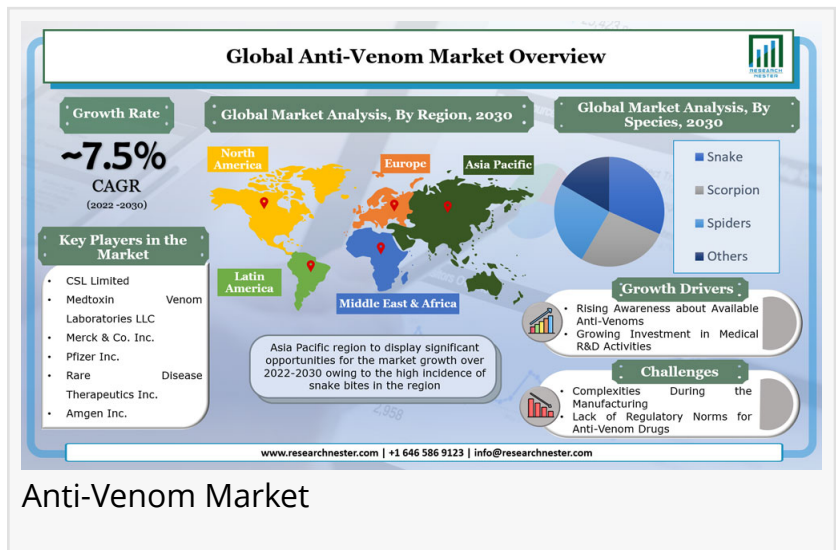 Global Anti-Venom Market Overview
RESEARCH
NESTER
Growth Rate
~7.5%
CAGR
(2022 -2030)
Key Players in the
Market
• CSL Limited
• Medtoxin Venom
Laboratories LLC
• Merck & Co. Inc.
• Pfizer Inc.
• Rare Disease
Therapeutics Inc.
• Amgen Inc.
Global Market Analysis, By Region, 2030
North
America
Europe
Asia Pacific
Latin
America
Middle East & Africa
Asia Pacific region to display significant
opportunities for the market growth over
2022-2030 owing to the high incidence of
snake bites in the region
2,958
Global Market Analysis, By
Species, 2030
Snake
Scorpion
Spiders
Others
Growth Drivers
• Rising Awareness about Available
Anti-Venoms
• Growing Investment in Medical
R&D Activities
Challenges
• Complexities During the
Manufacturing
• Lack of Regulatory Norms for
Anti-Venom Drugs
www.researchnester.com | +1 646 586 9123 | info@researchnester.com
Anti-Venom Market